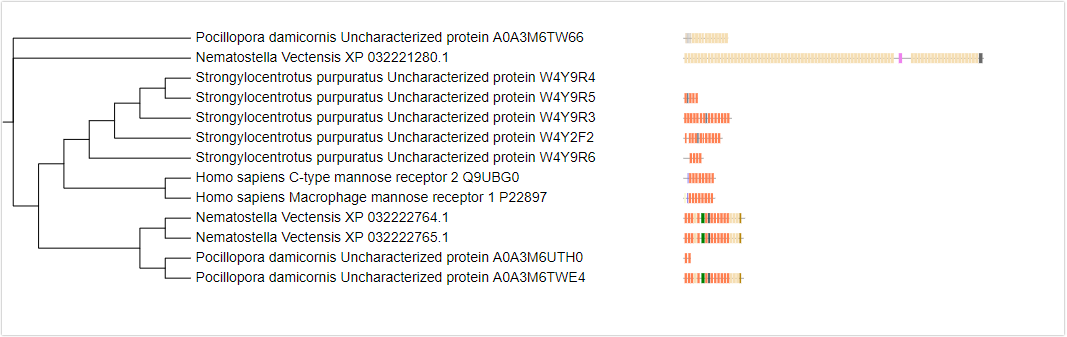 Pocillopora damicornis Uncharacterized protein A0A3M6TW66
Nematostella Vectensis XP 032221280.1
Strongylocentrotus purpuratus Uncharacterized protein W4Y9R4
Strongylocentrotus purpuratus Uncharacterized protein W4Y9R5
Strongylocentrotus purpuratus Uncharacterized protein W4Y9R3
Strongylocentrotus purpuratus Uncharacterized protein W4Y2F2
Strongylocentrotus purpuratus Uncharacterized protein W4Y9R6
Homo sapiens C-type mannose receptor 2 Q9UBG0
Homo sapiens Macrophage mannose receptor 1 P22897
Nematostella Vectensis XP 032222764.1
Nematostella Vectensis XP 032222765.1
Pocillopora damicornis Uncharacterized protein A0A3M6UTH0
Pocillopora damicornis Uncharacterized protein A0A3M6TWE4